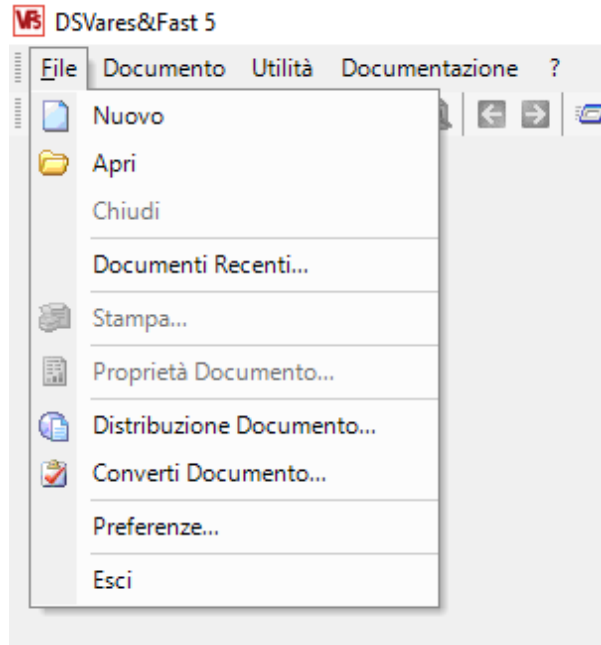 VFs DSVares&Fast 5
File Documento Utilità Documentazione ?
Nuovo
Apri
Chiudi
Documenti Recenti...
Stampa...
Proprietà Documento...
Distribuzione Documento...
Converti Documento...
Preferenze...
Esci